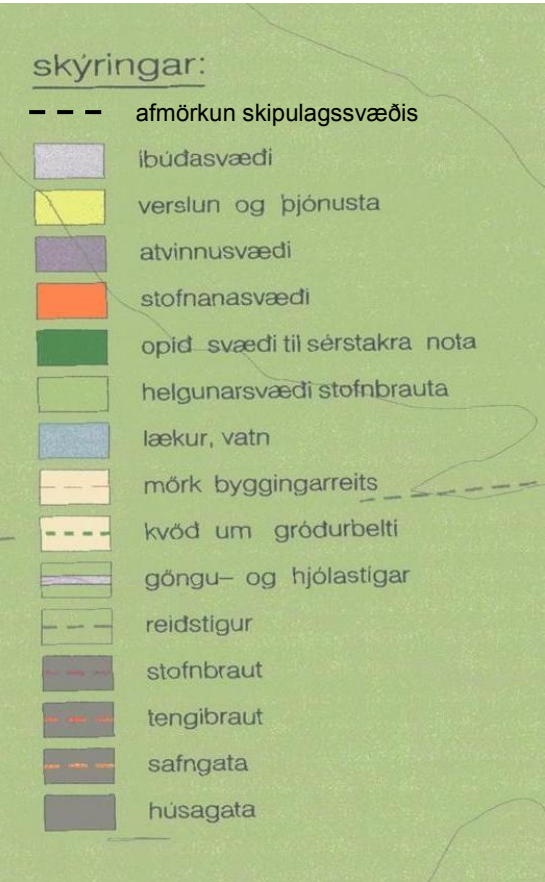 skýringar:
afmörkun skipulagssvæðis
íbúðasvæði
verslun og þjónusta
atvinnusvæði
stofnanasvæði
opið svæði til sérstakra nota
helgunarsvæði stofnbrauta
lækur, vatn
mörk byggingarreits
kvöð um gróðurbelti
göngu– og hjólastígar
reiðstígur
stofnbraut
tengibraut
safngata
húsagata